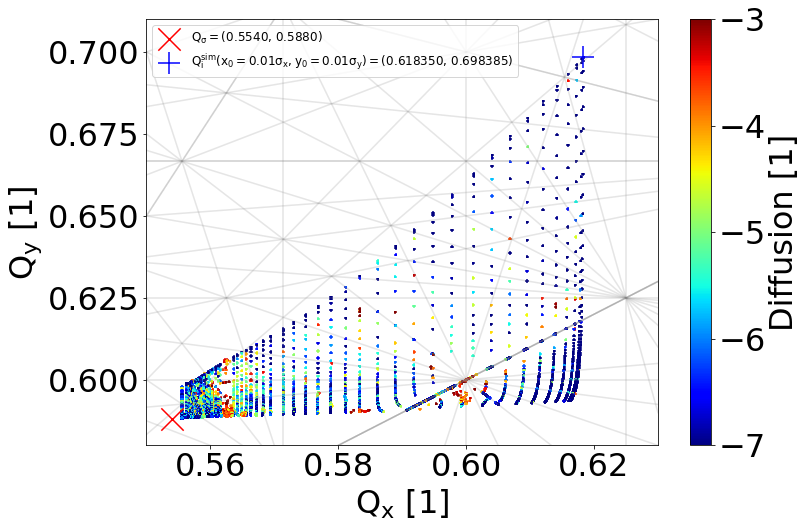 Q_σ=(0.5540, 0.5880)
Q_i^sim(x_0=0.01σ_x, y_0=0.01σ_y)=(0.618350, 0.698385)
0.700
0.675
0.650
0.625
0.600
Q_y [1]
0.56
0.58
0.60
0.62
Q_x [1]
−3
−4
−5
−6
−7
Diffusion [1]